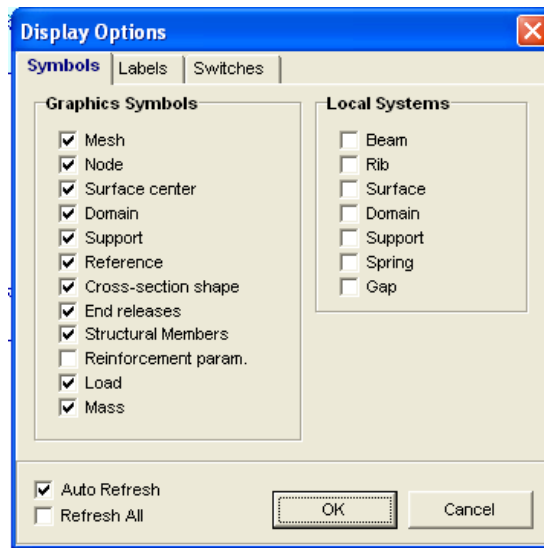 Display Options
Symbols Labels Switches
Graphics Symbols
Mesh
Node
Surface center
Domain
Support
Reference
Cross-section shape
End releases
Structural Members
Reinforcement param.
Load
Mass
Local Systems
Beam
Rib
Surface
Domain
Support
Spring
Gap
Auto Refresh
Refresh All
OK Cancel